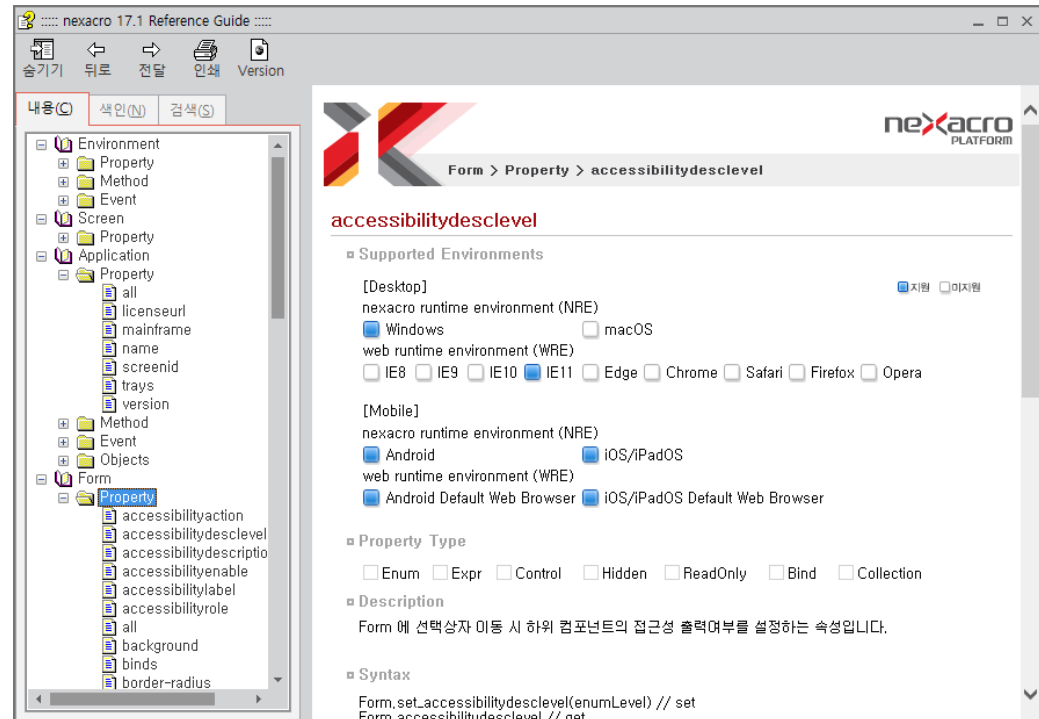 ::::: nexacro 17.1 Reference Guide :::::
숨기기 뒤로 전달 인쇄 Version
내용(C) 색인(N) 검색(S)
Environment
Property
Method
Event
Screen
Property
Application
Property
all
licenseurl
mainframe
name
screenid
trays
version
Method
Event
Objects
Form
Property
accessibilityaction
accessibilitydesclevel
accessibilitydescriptio
accessibilityenable
accessibilitylabel
accessibilityrole
all
background
binds
border-radius
nexacro
PLATFORM
Form > Property > accessibilitydesclevel
accessibilitydesclevel
Supported Environments
[Desktop] 지원 미지원
nexacro runtime environment (NRE)
Windows macOS
web runtime environment (WRE)
IE8 IE9 IE10 IE11 Edge Chrome Safari Firefox Opera
[Mobile]
nexacro runtime environment (NRE)
Android iOS/iPadOS
web runtime environment (WRE)
Android Default Web Browser iOS/iPadOS Default Web Browser
Property Type
Enum Expr Control Hidden ReadOnly Bind Collection
Description
Form 에 선택상자 이동 시 하위 컴포넌트의 접근성 출력여부를 설정하는 속성입니다.
Syntax
Form.set_accessibilitydesclevel(enumLevel) // set
Form.accessibilitydesclevel // get